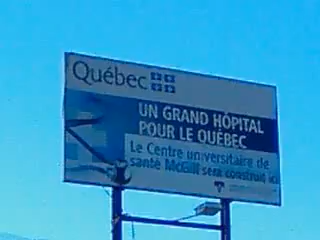 Québec
UN GRAND HÔPITAL
POUR LE QUÉBEC
Le Centre universitaire de
santé McGill sera construit ici